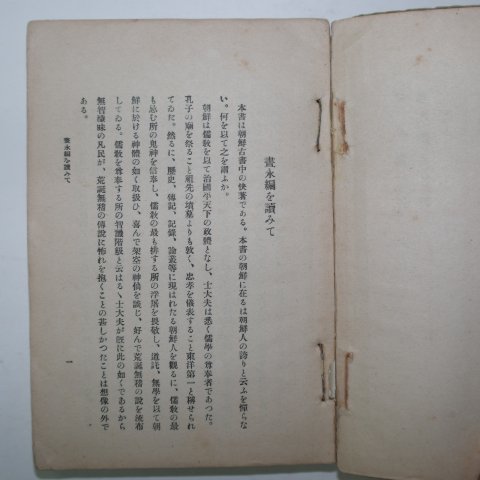 晝永編を讀みて
本書は朝鮮古書中の快著である。本書の朝鮮に在るは朝鮮人の誇りと云ふを憚らな
い。何を以て之を謂ふか。
朝鮮は儒教を以て治國平天下の政體となし、士大夫は悉く儒學の尊奉者であつた。
孔子の廟を祭ること祖先の墳墓よりも敦く、忠孝を儀表すること東洋第一と稱せられ
てゐた。然るに、歷史、傳記、記錄、論叢等に現はれたる朝鮮人を觀るに、儒教の最
も忌む所の鬼神を信奉し、儒教の最も排する所の浮屠を畏敬し、道詵、無學を以て朝
鮮に於ける神體の如く取扱ひ、喜んで架空の神僧を談じ、好んで荒誕無稽の說を流布
してゐる。儒教を尊奉する所の智識階級と云はるゝ士大夫が既に此の如くであるから
無智懞昧の凡民が、荒誕無稽の傳說に怖れを抱くことの甚しかつたことは想像の外で
ある。
晝永編を讀みて
一